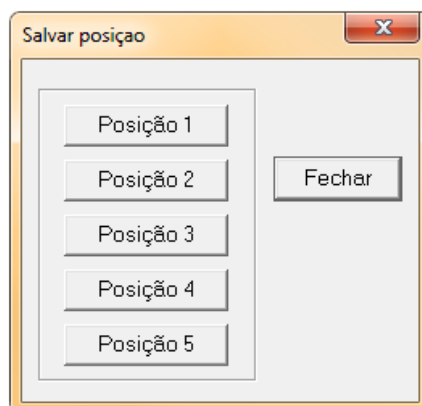 Salvar posiçao
Posição 1
Posição 2
Fechar
Posição 3
Posição 4
Posição 5